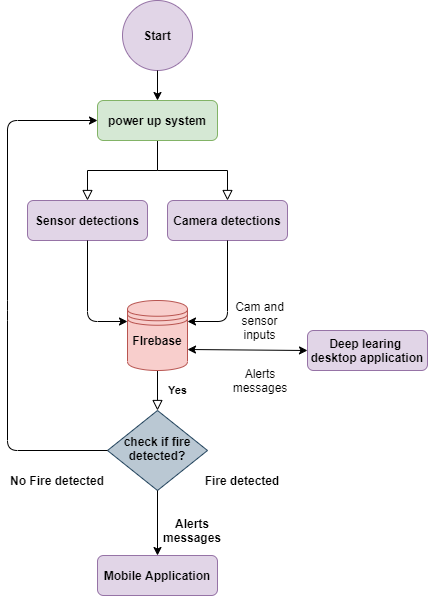 Start
power up system
Sensor detections
Camera detections
Cam and
sensor
inputs
FIrebase
Deep learing
desktop application
Alerts
messages
Yes
check if fire
detected?
No Fire detected
Fire detected
Alerts
messages
Mobile Application